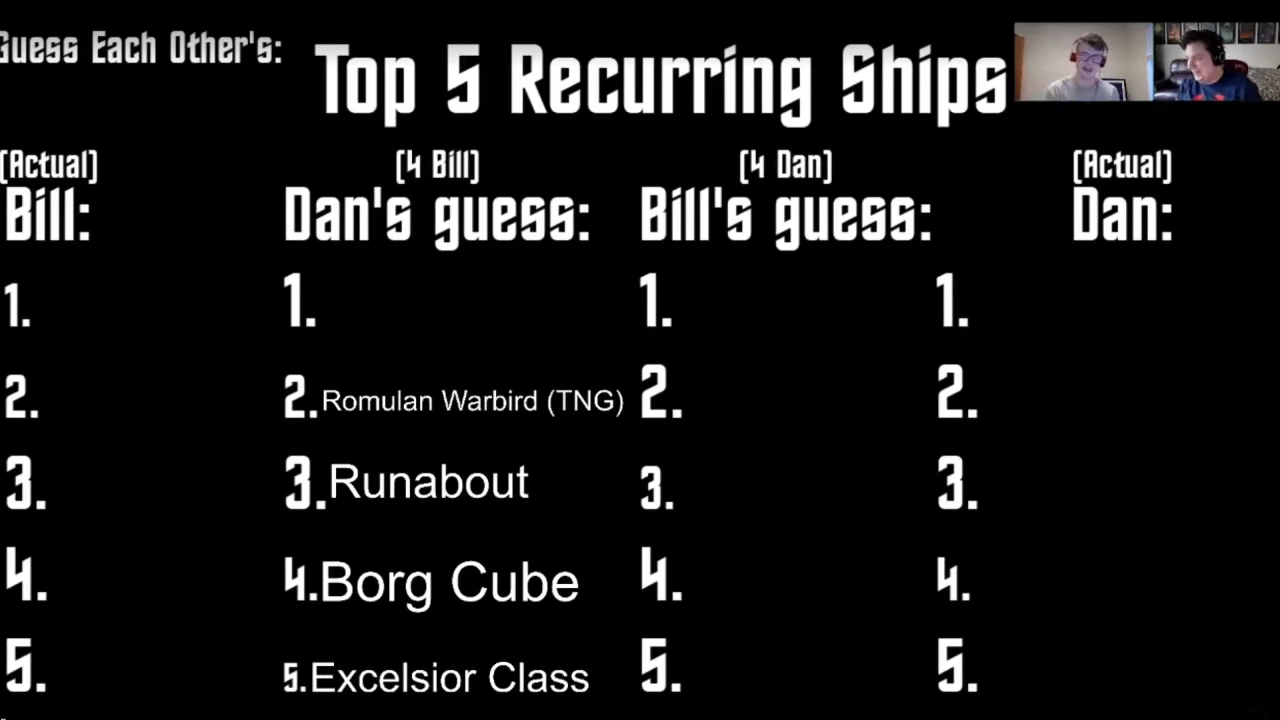 Guess Each Other's:
Top 5 Recurring Ships
(Actual)
Bill:
1.
2.
3.
4.
5.
(4 Bill)
Dan's guess:
1.
2. Romulan Warbird (TNG)
3. Runabout
4. Borg Cube
5. Excelsior Class
(4 Dan)
Bill's guess:
1.
2.
3.
4.
5.
(Actual)
Dan:
1.
2.
3.
4.
5.